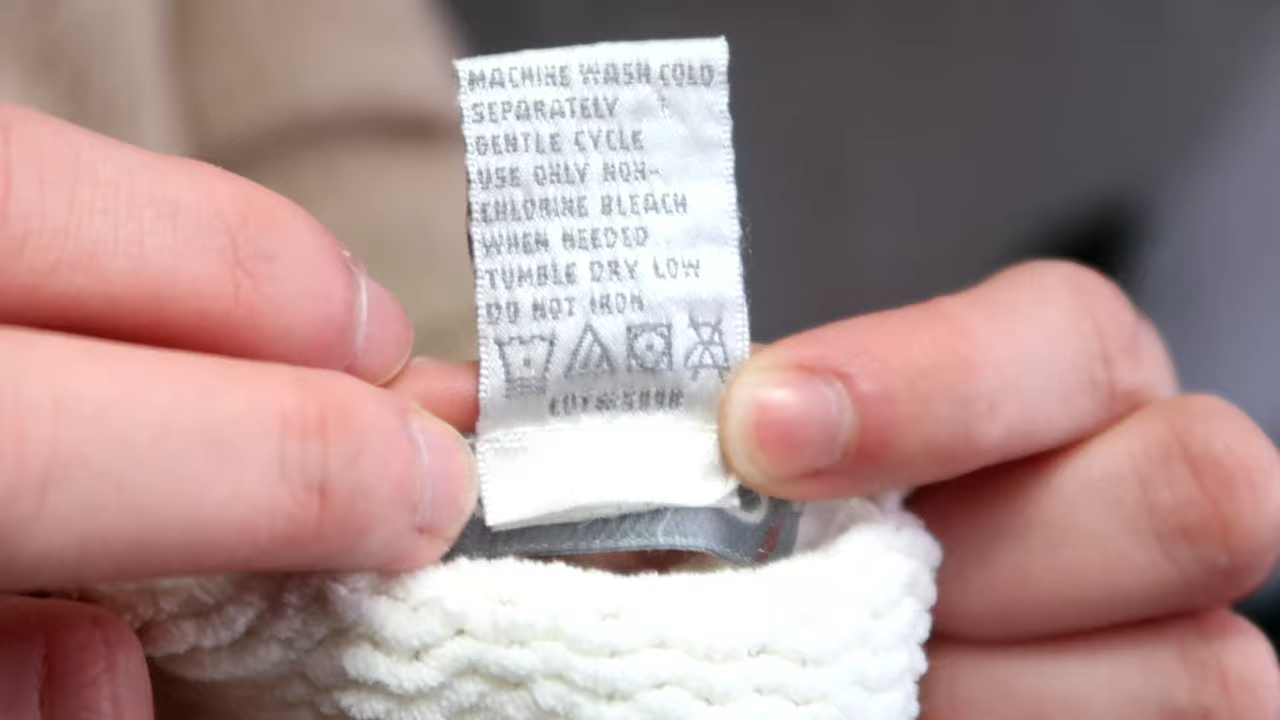 MACHINE WASH COLD
SEPARATELY
GENTLE CYCLE
USE ONLY NON-
CHLORINE BLEACH
WHEN NEEDED
TUMBLE DRY LOW
DO NOT IRON